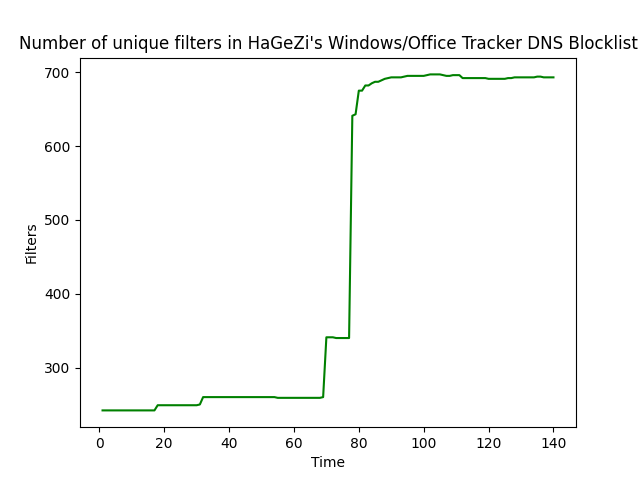 Number of unique filters in HaGeZi's Windows/Office Tracker DNS Blocklist
700
600
500
400
300
Filters
0 20 40 60 80 100 120 140
Time